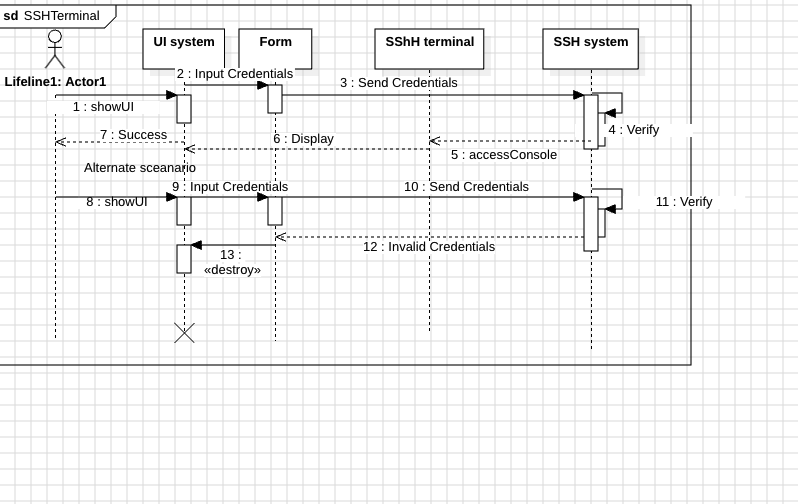 sd SSHTerminal
UI system
Form
SShH terminal
SSH system
Lifeline1: Actor1
2 : Input Credentials
3 : Send Credentials
1 : showUI
4 : Verify
7 : Success
6 : Display
5 : accessConsole
Alternate sceanario
9 : Input Credentials
10 : Send Credentials
8 : showUI
11 : Verify
12 : Invalid Credentials
13 :
«destroy»